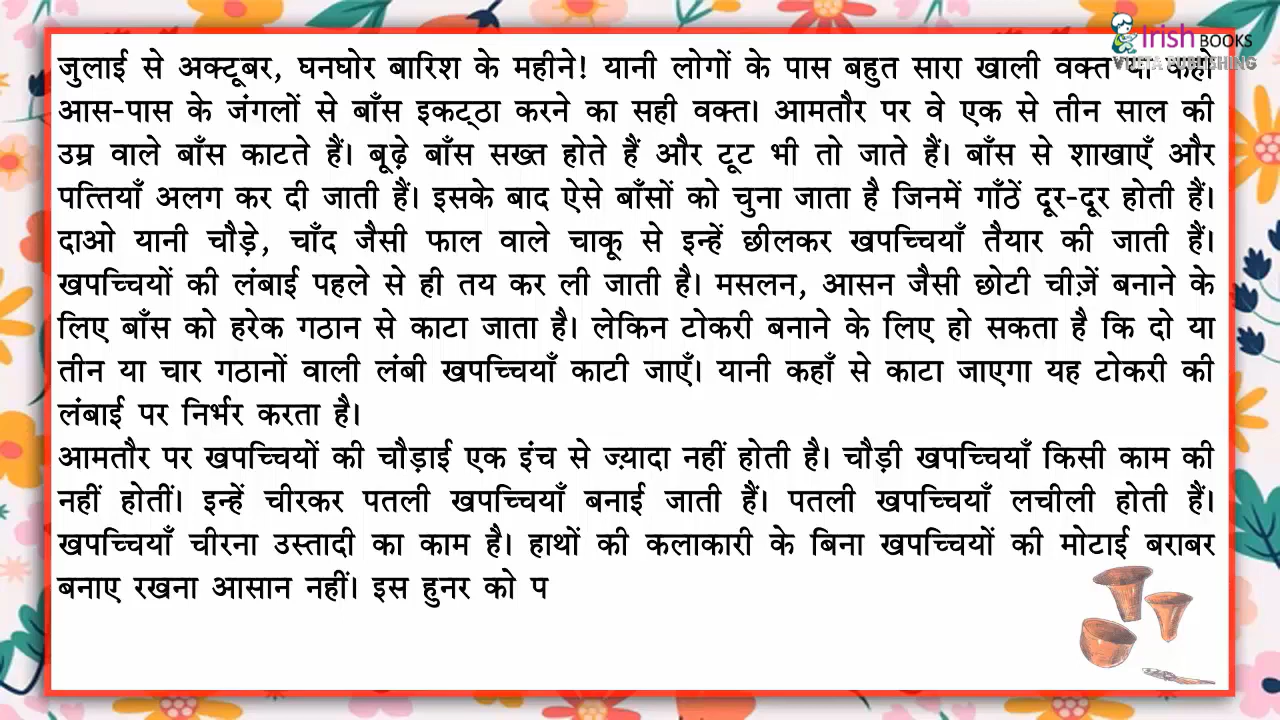 Irish BOOKS
जुलाई से अक्टूबर, घनघोर बारिश के महीने! यानी लोगों के पास बहुत सारा खाली वक्त या कहो
VIJETA PUBLISHING
आस-पास के जंगलों से बाँस इकट्ठा करने का सही वक्त। आमतौर पर वे एक से तीन साल की
उम्र वाले बाँस काटते हैं। बूढ़े बाँस सख्त होते हैं और टूट भी तो जाते हैं। बाँस से शाखाएँ और
पत्तियाँ अलग कर दी जाती हैं। इसके बाद ऐसे बाँसों को चुना जाता है जिनमें गाँठें दूर-दूर होती हैं।
दाओ यानी चौड़े, चाँद जैसी फाल वाले चाकू से इन्हें छीलकर खपच्चियाँ तैयार की जाती हैं।
खपच्चियों की लंबाई पहले से ही तय कर ली जाती है। मसलन, आसन जैसी छोटी चीज़ें बनाने के
लिए बाँस को हरेक गठान से काटा जाता है। लेकिन टोकरी बनाने के लिए हो सकता है कि दो या
तीन या चार गठानों वाली लंबी खपच्चियाँ काटी जाएँ। यानी कहाँ से काटा जाएगा यह टोकरी की
लंबाई पर निर्भर करता है।
आमतौर पर खपच्चियों की चौड़ाई एक इंच से ज़्यादा नहीं होती है। चौड़ी खपच्चियाँ किसी काम की
नहीं होतीं। इन्हें चीरकर पतली खपच्चियाँ बनाई जाती हैं। पतली खपच्चियाँ लचीली होती हैं।
खपच्चियाँ चीरना उस्तादी का काम है। हाथों की कलाकारी के बिना खपच्चियों की मोटाई बराबर
बनाए रखना आसान नहीं। इस हुनर को प